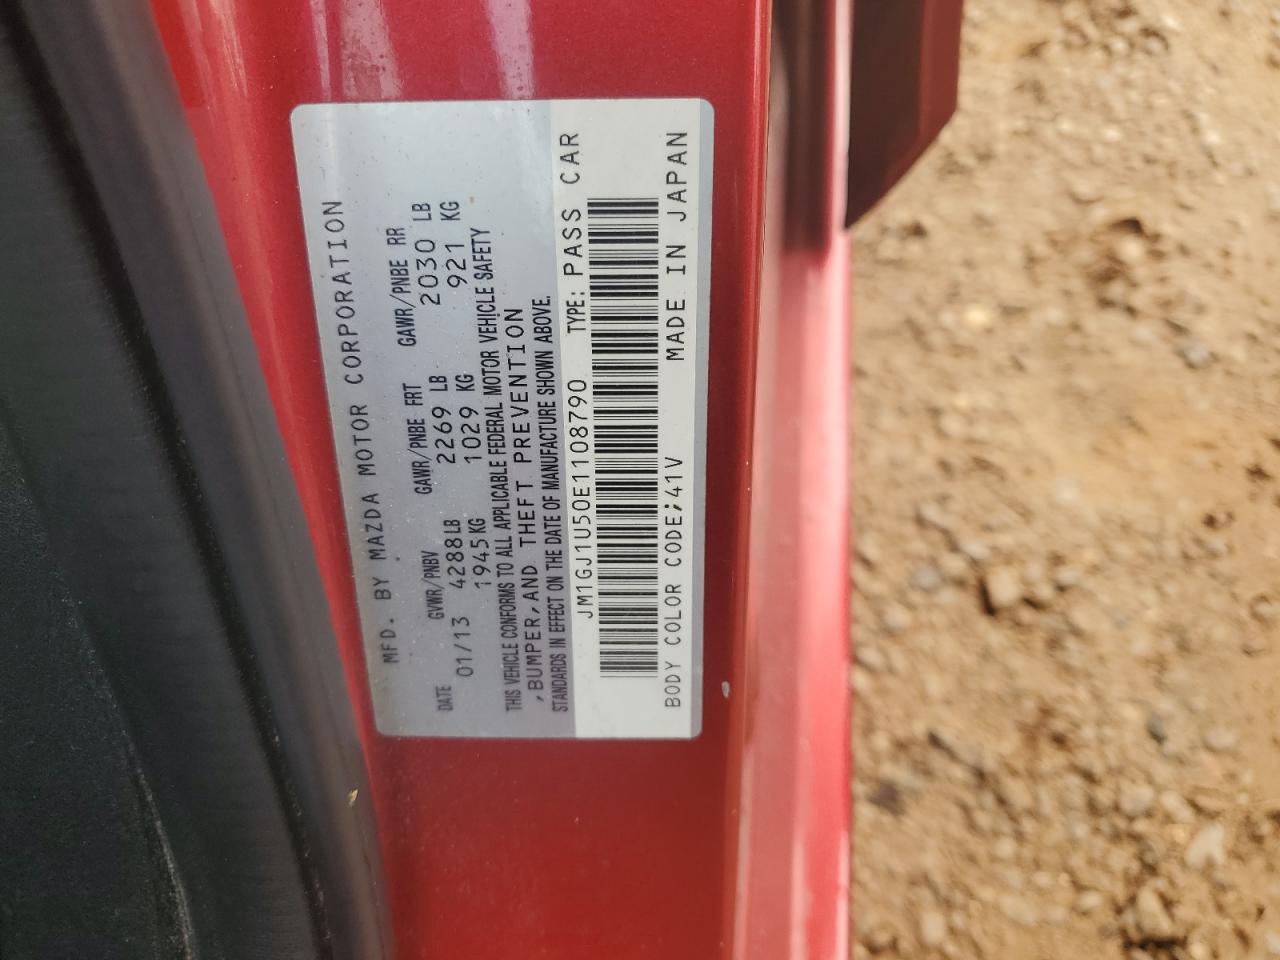 MFD. BY MAZDA MOTOR CORPORATION
DATE GVWR/PNBV GAWR/PNBE FRT GAWR/PNBE RR
01/13 4288LB 2269 LB 2030 LB
1945KG 1029 KG 921 KG
THIS VEHICLE CONFORMS TO ALL APPLICABLE FEDERAL MOTOR VEHICLE SAFETY
,BUMPER,AND THEFT PREVENTION
STANDARDS IN EFFECT ON THE DATE OF MANUFACTURE SHOWN ABOVE.
JM1GJ1U50E1108790 TYPE: PASS CAR
BODY COLOR CODE;41V MADE IN JAPAN